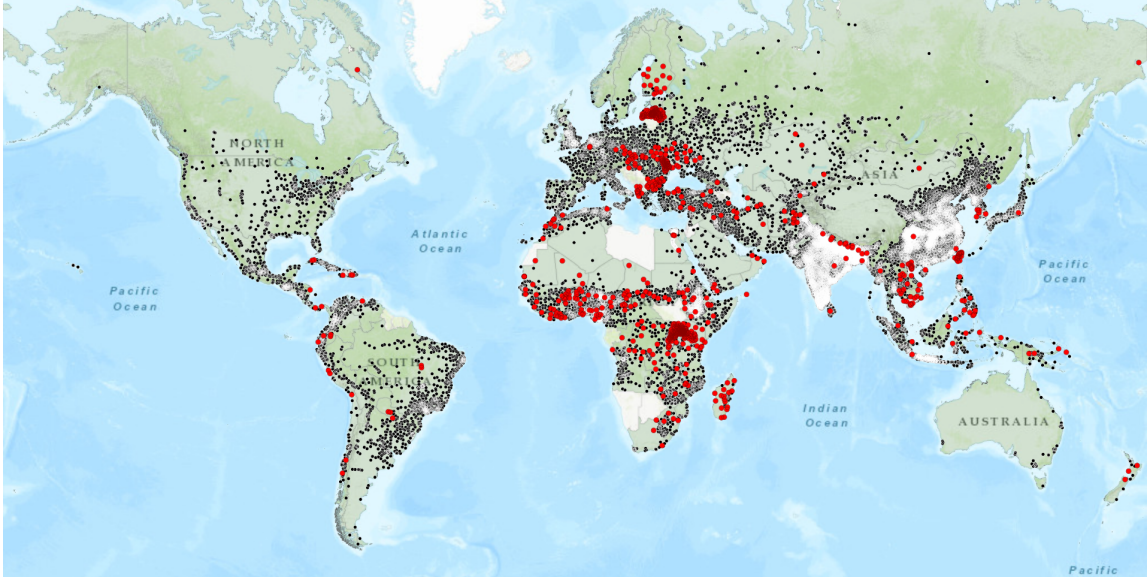 NORTH
AMERICA
ASIA
Atlantic
Ocean
Pacific
Ocean
Pacific
Ocean
SOUTH
AMERICA
Indian
Ocean
AUSTRALIA
Pacific